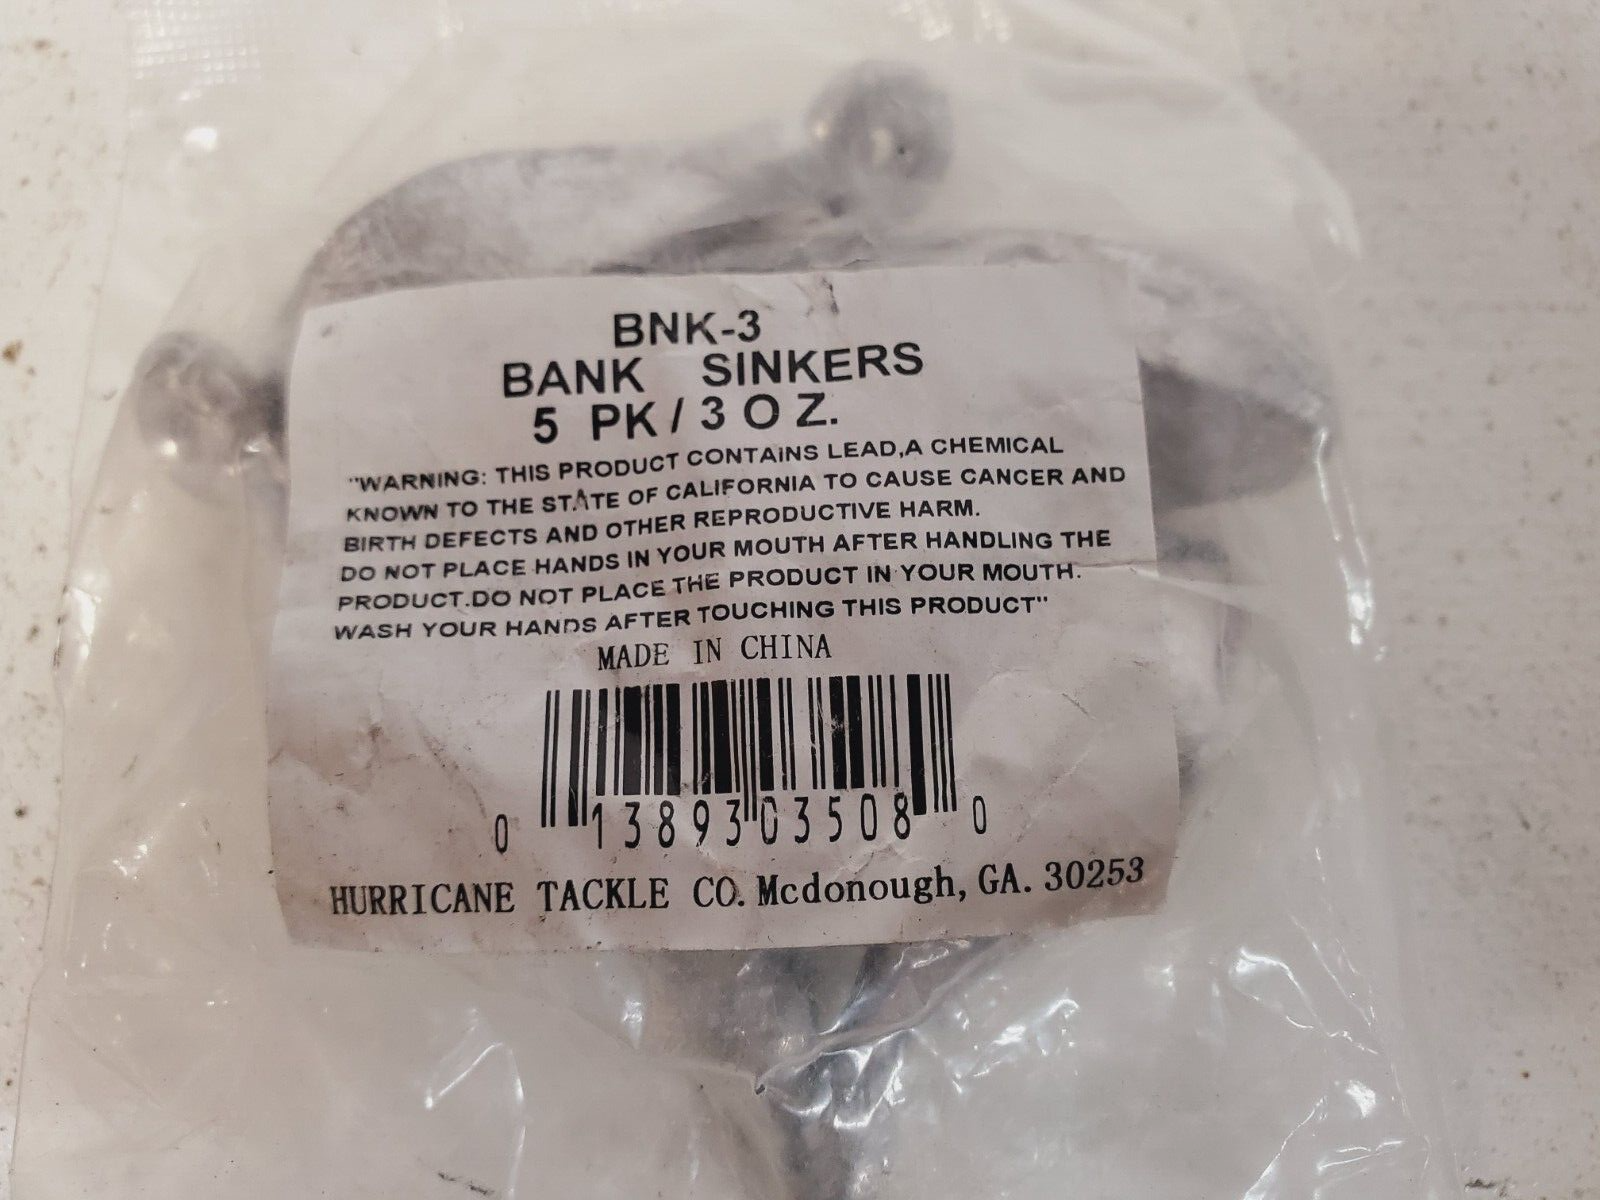 BNK-3
BANK SINKERS
5 PK / 3 OZ.
"WARNING: THIS PRODUCT CONTAINS LEAD,A CHEMICAL
KNOWN TO THE STATE OF CALIFORNIA TO CAUSE CANCER AND
BIRTH DEFECTS AND OTHER REPRODUCTIVE HARM.
DO NOT PLACE HANDS IN YOUR MOUTH AFTER HANDLING THE
PRODUCT.DO NOT PLACE THE PRODUCT IN YOUR MOUTH.
WASH YOUR HANDS AFTER TOUCHING THIS PRODUCT"
MADE IN CHINA
0 13893 03508 0
HURRICANE TACKLE CO. Mcdonough, GA. 30253